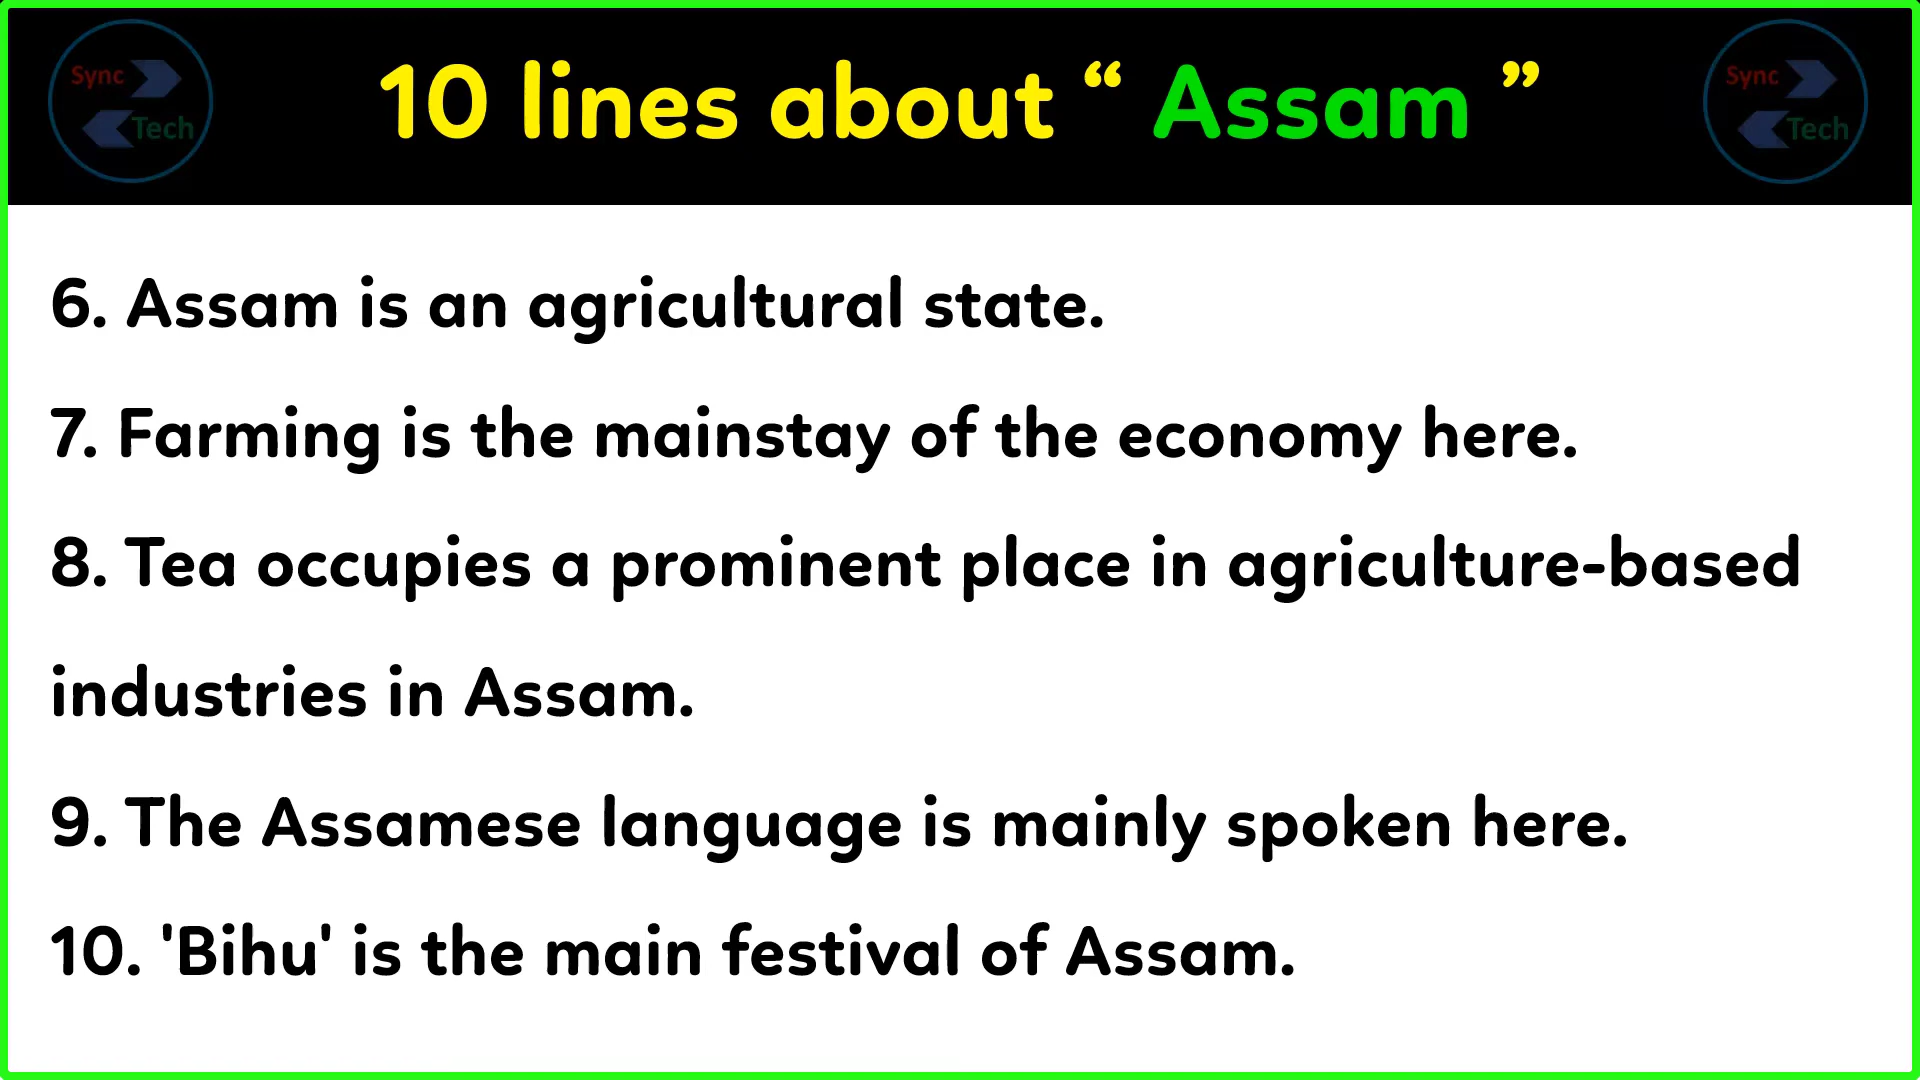 Sync
Tech
10 lines about “ Assam ”
Sync
Tech
6. Assam is an agricultural state.
7. Farming is the mainstay of the economy here.
8. Tea occupies a prominent place in agriculture-based
industries in Assam.
9. The Assamese language is mainly spoken here.
10. 'Bihu' is the main festival of Assam.